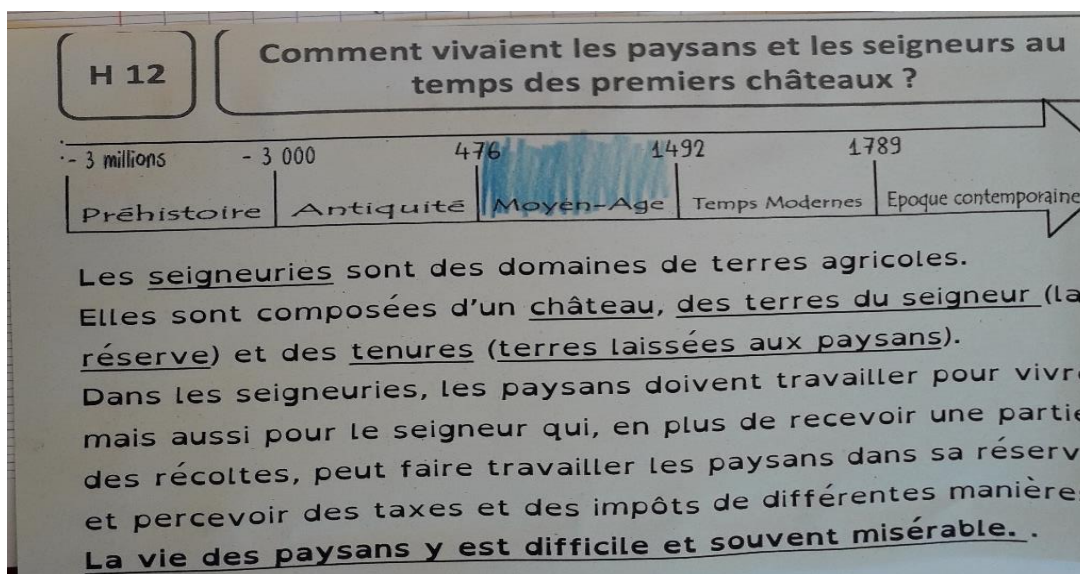 H 12
Comment vivaient les paysans et les seigneurs au
temps des premiers châteaux ?
- 3 millions - 3 000 476 1492 1789
Préhistoire Antiquité Moyen-Age Temps Modernes Epoque contemporaine
Les seigneuries sont des domaines de terres agricoles.
Elles sont composées d'un château, des terres du seigneur (la
réserve) et des tenures (terres laissées aux paysans).
Dans les seigneuries, les paysans doivent travailler pour vivr
mais aussi pour le seigneur qui, en plus de recevoir une partie
des récoltes, peut faire travailler les paysans dans sa réserv
et percevoir des taxes et des impôts de différentes manière
La vie des paysans y est difficile et souvent misérable. .